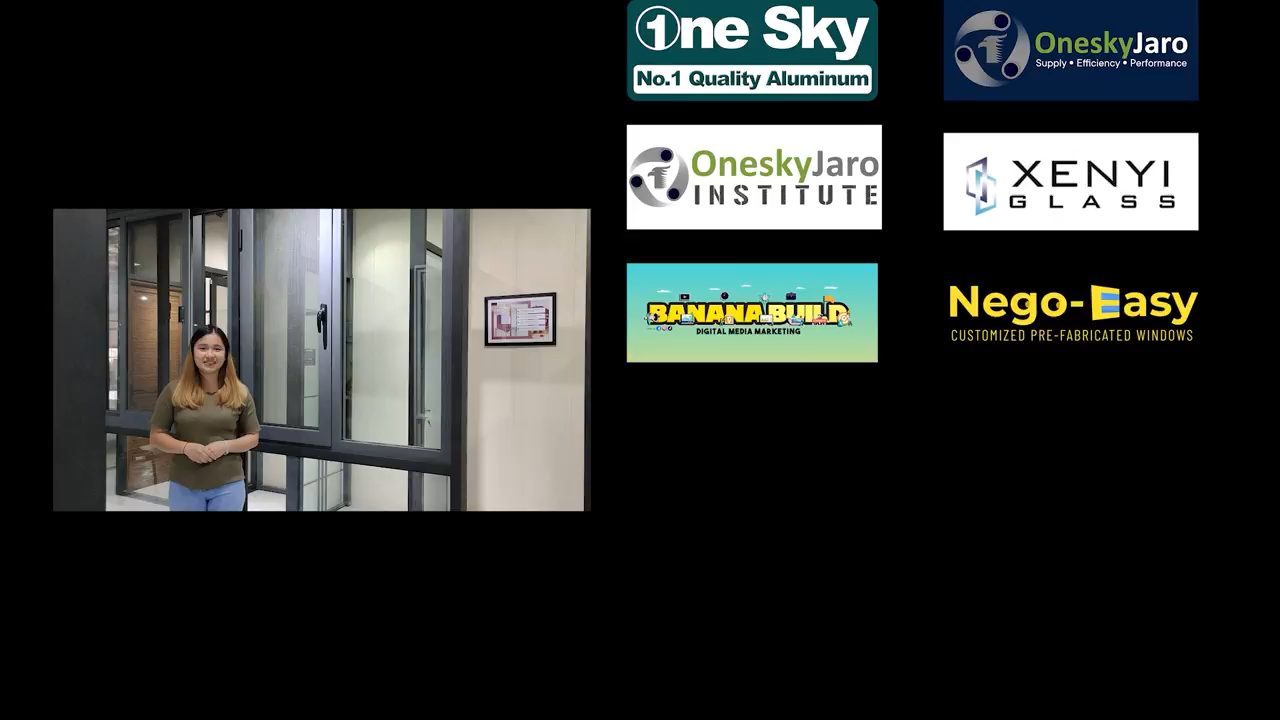 One Sky
No.1 Quality Aluminum
OneskyJaro
Supply • Efficiency • Performance
OneskyJaro
INSTITUTE
XENYI
GLASS
BANANA BUILD
DIGITAL MEDIA MARKETING
Nego-Easy
CUSTOMIZED PRE-FABRICATED WINDOWS